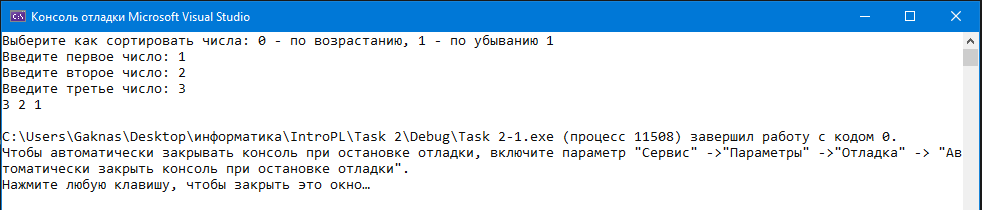 Консоль отладки Microsoft Visual Studio
Выберите как сортировать числа: 0 - по возрастанию, 1 - по убыванию 1
Введите первое число: 1
Введите второе число: 2
Введите третье число: 3
3 2 1
C:\Users\Gaknas\Desktop\информатика\IntroPL\Task 2\Debug\Task 2-1.exe (процесс 11508) завершил работу с кодом 0.
Чтобы автоматически закрывать консоль при остановке отладки, включите параметр "Сервис" ->"Параметры" ->"Отладка" -> "Ав
томатически закрыть консоль при остановке отладки".
Нажмите любую клавишу, чтобы закрыть это окно…